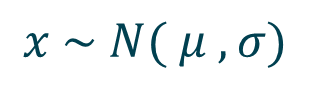 x ~ N( μ , σ)